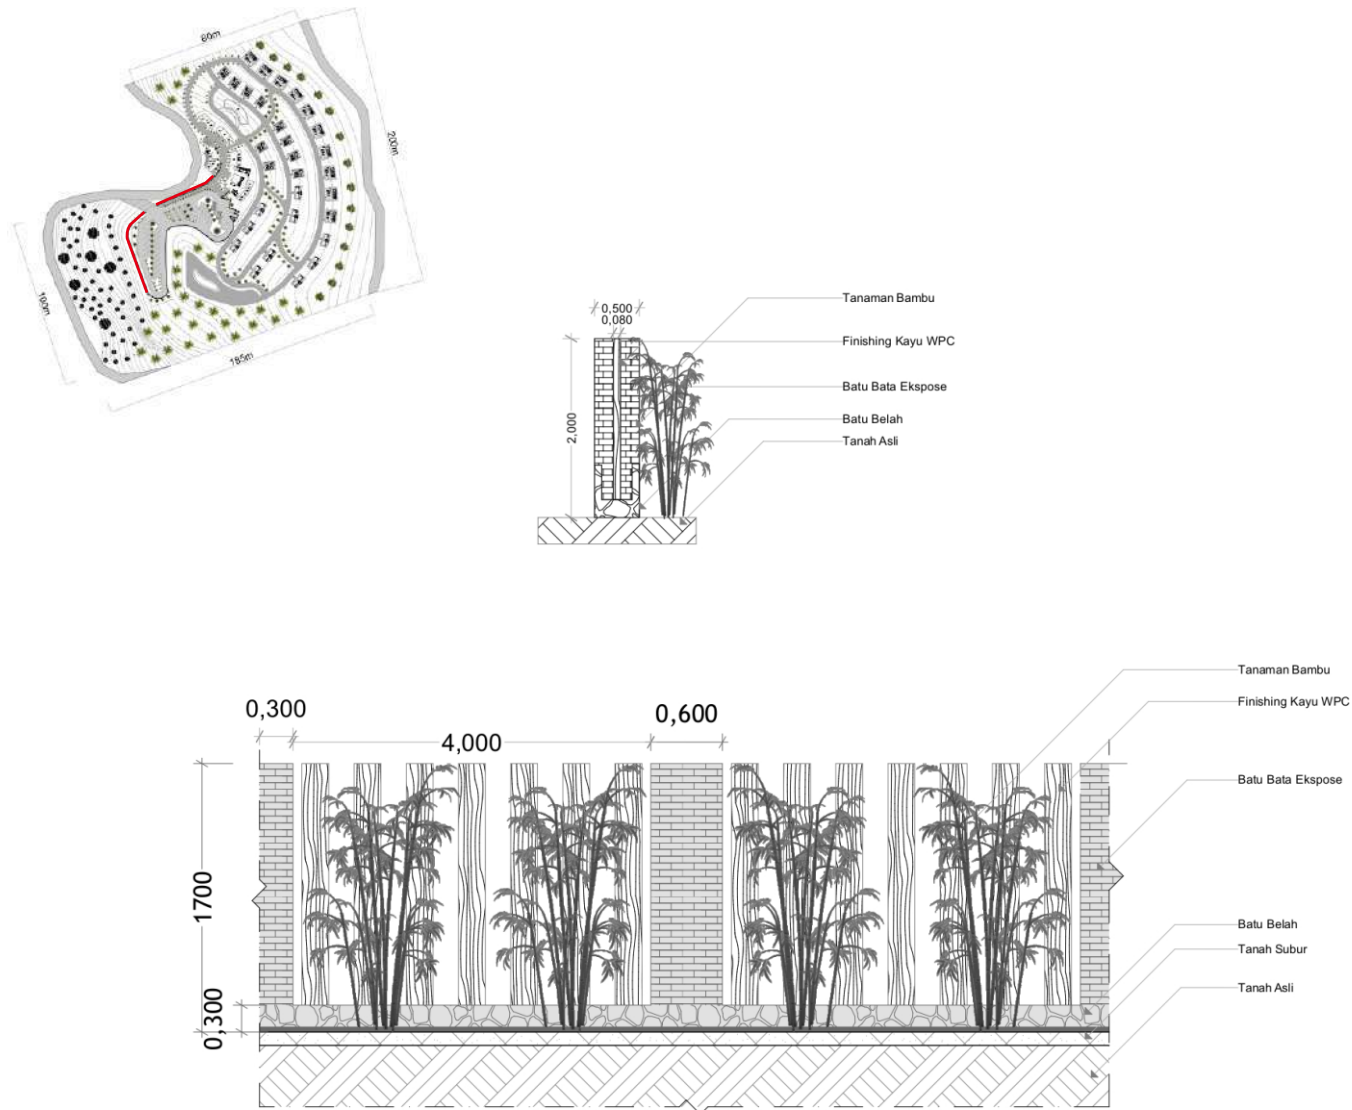 60m
200m
190m
185m
0,500
0,080
2,000
Tanaman Bambu
Finishing Kayu WPC
Batu Bata Ekspose
Batu Belah
Tanah Asli
0,300
4,000
0,600
1700
0,300
Tanaman Bambu
Finishing Kayu WPC
Batu Bata Ekspose
Batu Belah
Tanah Subur
Tanah Asli